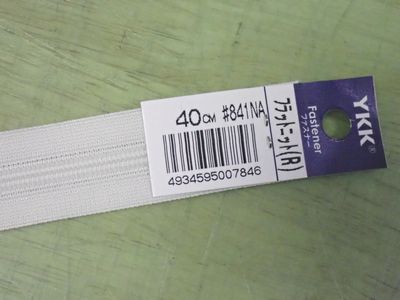 YKK®
Fastener
ファスナー
フラットニット(R)
40CM #841NA
4934595007846